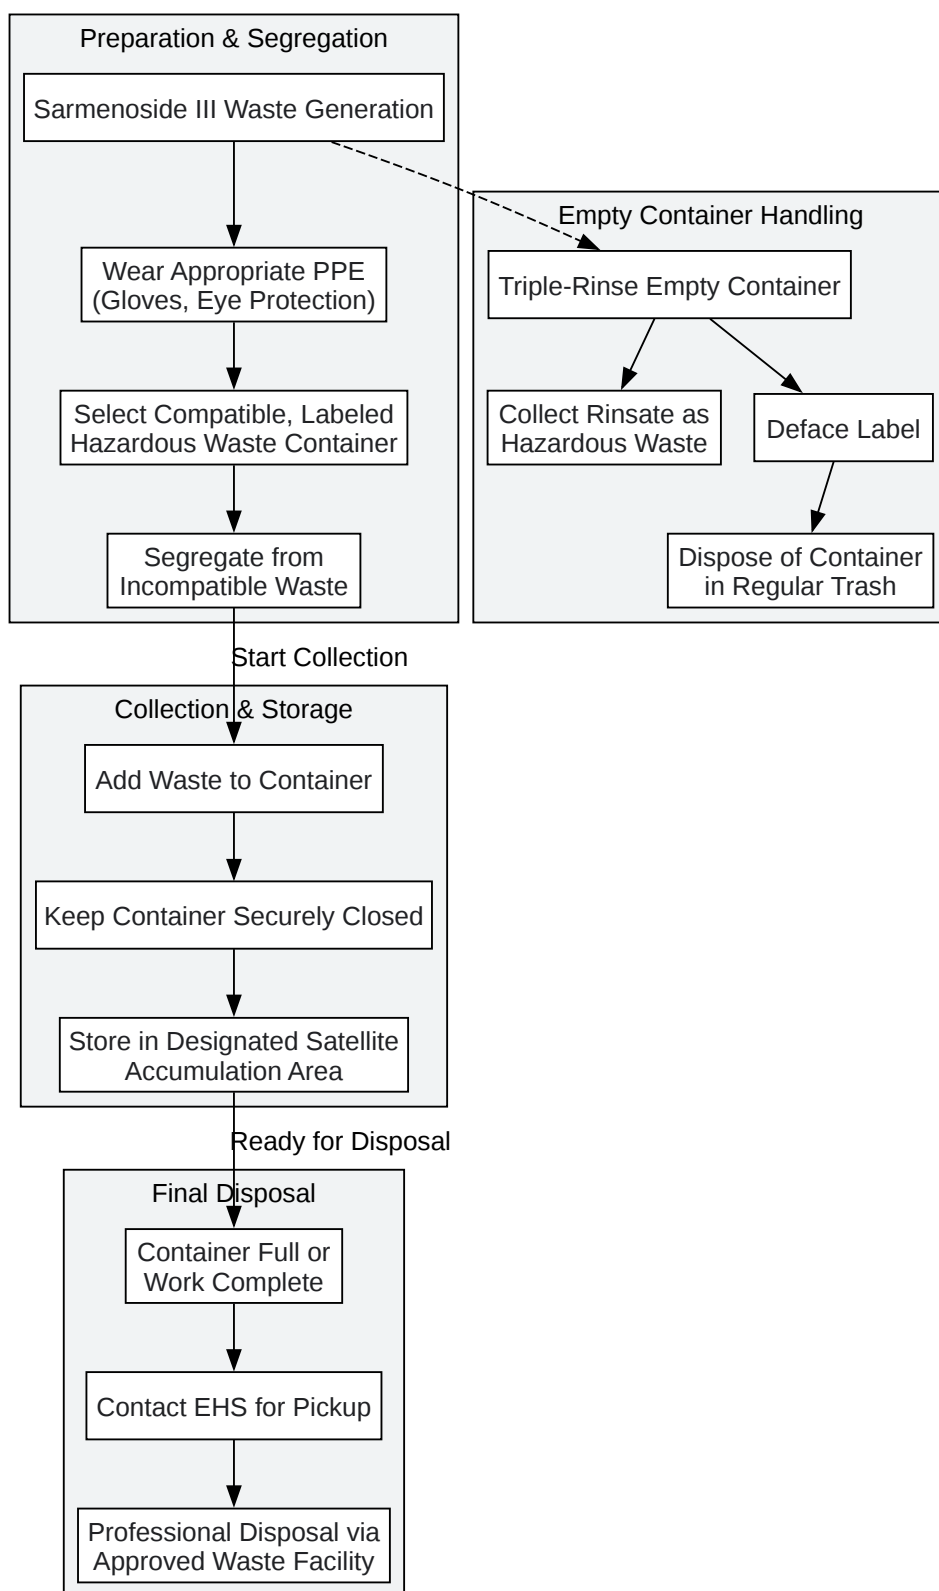 Preparation & Segregation
Sarmenoside III Waste Generation
Wear Appropriate PPE
(Gloves, Eye Protection)
Select Compatible, Labeled
Hazardous Waste Container
Segregate from
Incompatible Waste
Empty Container Handling
Triple-Rinse Empty Container
Collect Rinsate as
Hazardous Waste
Deface Label
Dispose of Container
in Regular Trash
Start Collection
Collection & Storage
Add Waste to Container
Keep Container Securely Closed
Store in Designated Satellite
Accumulation Area
Ready for Disposal
Final Disposal
Container Full or
Work Complete
Contact EHS for Pickup
Professional Disposal via
Approved Waste Facility